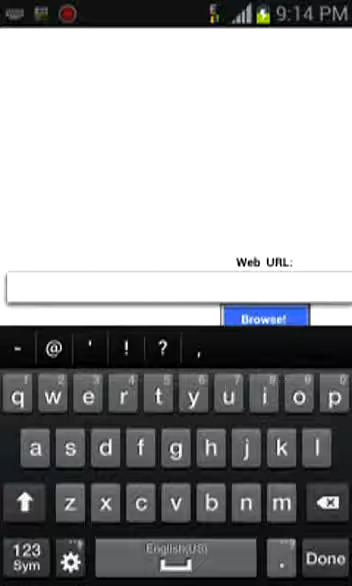 9:14 PM
Web URL:
Browse!
- @ ' ! ? ,
1 2 3 4 5 6 7 8 9 0
q w e r t y u i o p
a s d f g h j k l
z x c v b n m
123
Sym
English(US)
.
Done